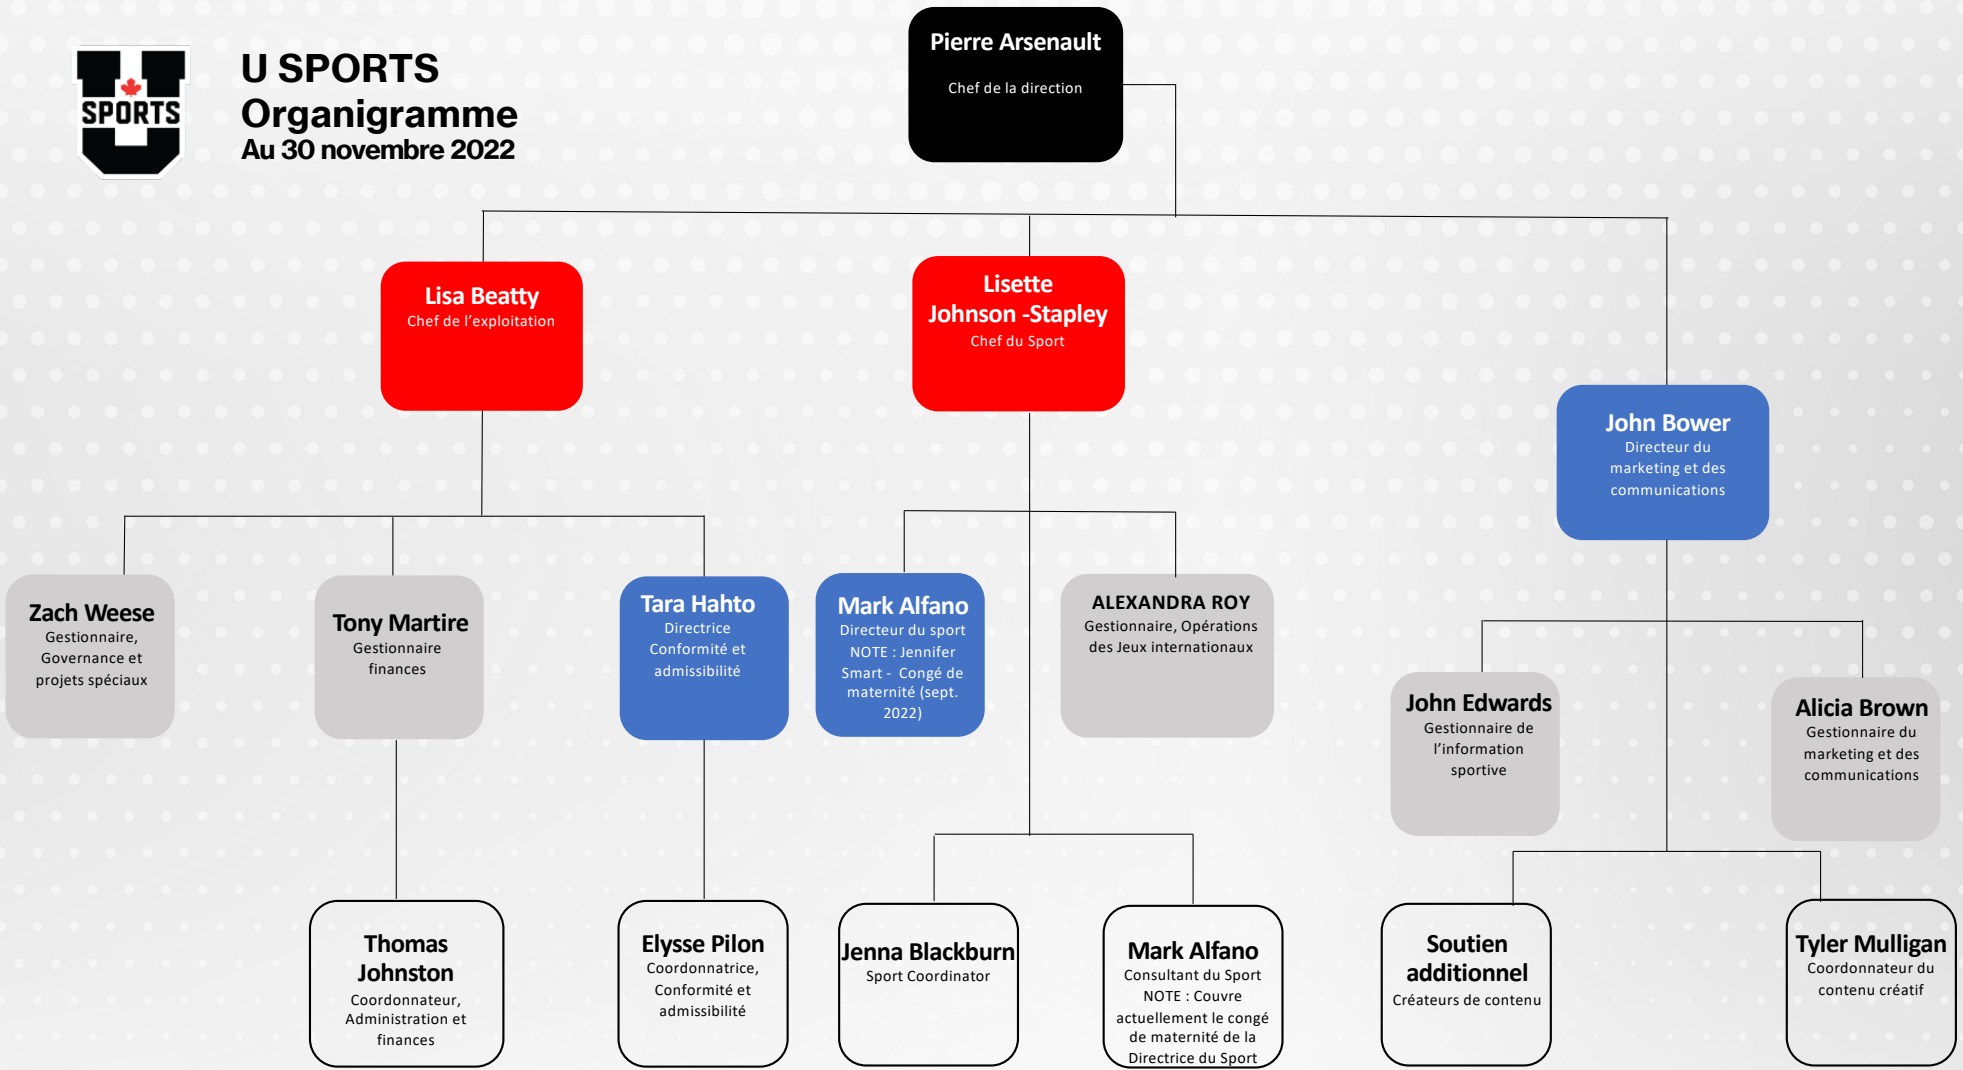 SPORTS
U SPORTS
Organigramme
Au 30 novembre 2022
Pierre Arsenault
Chef de la direction
Lisa Beatty
Chef de l’exploitation
Lisette
Johnson -Stapley
Chef du Sport
John Bower
Directeur du
marketing et des
communications
Zach Weese
Gestionnaire,
Governance et
projets spéciaux
Tony Martire
Gestionnaire
finances
Tara Hahto
Directrice
Conformité et
admissibilité
Mark Alfano
Directeur du sport
NOTE : Jennifer
Smart - Congé de
maternité (sept.
2022)
ALEXANDRA ROY
Gestionnaire, Opérations
des Jeux internationaux
John Edwards
Gestionnaire de
l’information
sportive
Alicia Brown
Gestionnaire du
marketing et des
communications
Thomas
Johnston
Coordonnateur,
Administration et
finances
Elysse Pilon
Coordonnatrice,
Conformité et
admissibilité
Jenna Blackburn
Sport Coordinator
Mark Alfano
Consultant du Sport
NOTE : Couvre
actuellement le congé
de maternité de la
Directrice du Sport
Soutien
additionnel
Créateurs de contenu
Tyler Mulligan
Coordonnateur du
contenu créatif